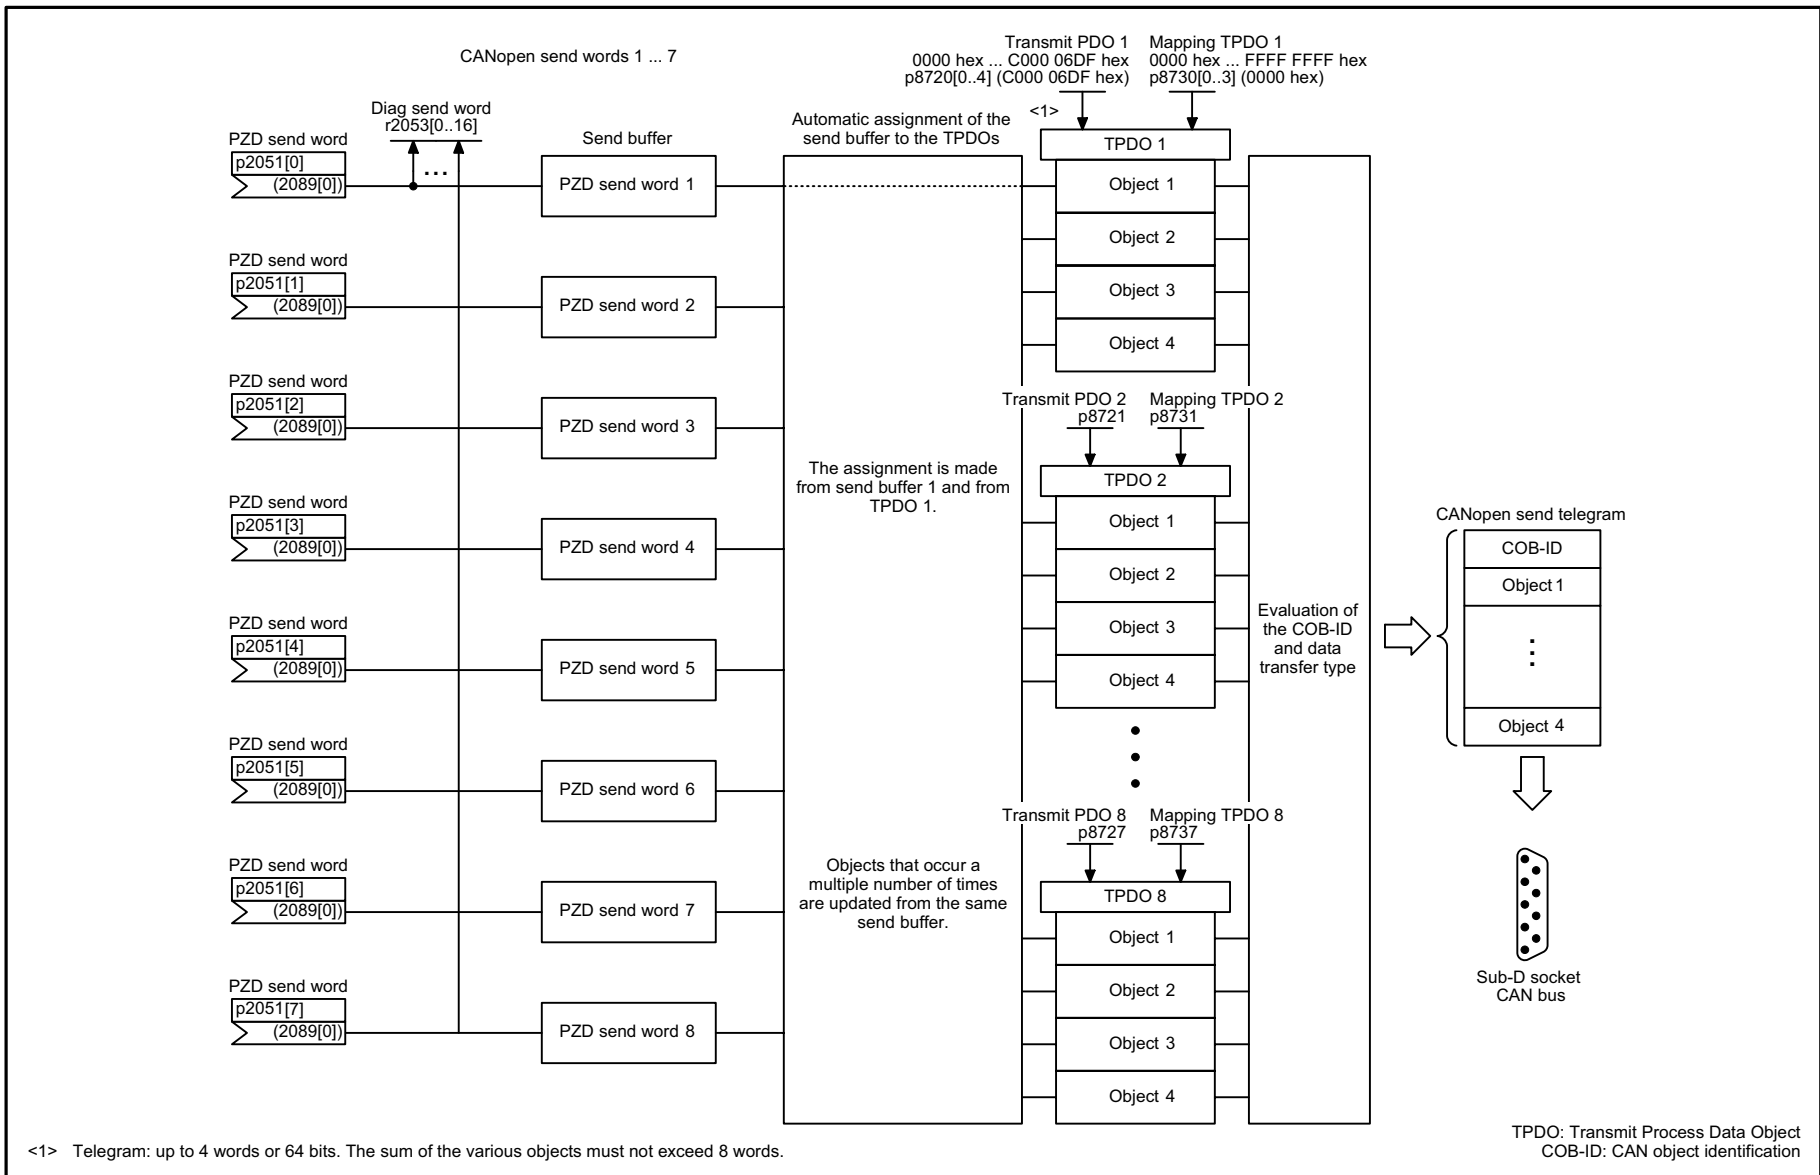 CANopen send words 1 ... 7
Diag send word
r2053[0..16]
...
Send buffer
PZD send word
p2051[0]
(2089[0])
PZD send word 1
PZD send word
p2051[1]
(2089[0])
PZD send word 2
PZD send word
p2051[2]
(2089[0])
PZD send word 3
PZD send word
p2051[3]
(2089[0])
PZD send word 4
PZD send word
p2051[4]
(2089[0])
PZD send word 5
PZD send word
p2051[5]
(2089[0])
PZD send word 6
PZD send word
p2051[6]
(2089[0])
PZD send word 7
PZD send word
p2051[7]
(2089[0])
PZD send word 8
Automatic assignment of the
send buffer to the TPDOs
The assignment is made
from send buffer 1 and from
TPDO 1.
Objects that occur a
multiple number of times
are updated from the same
send buffer.
Transmit PDO 1
0000 hex ... C000 06DF hex
p8720[0..4] (C000 06DF hex)
Mapping TPDO 1
0000 hex ... FFFF FFFF hex
p8730[0..3] (0000 hex)
<1>
TPDO 1
Object 1
Object 2
Object 3
Object 4
Transmit PDO 2
p8721
Mapping TPDO 2
p8731
TPDO 2
Object 1
Object 2
Object 3
Object 4
Transmit PDO 8
p8727
Mapping TPDO 8
p8737
TPDO 8
Object 1
Object 2
Object 3
Object 4
Evaluation of
the COB-ID
and data
transfer type
CANopen send telegram
COB-ID
Object 1
Object 4
Sub-D socket
CAN bus
<1> Telegram: up to 4 words or 64 bits. The sum of the various objects must not exceed 8 words.
TPDO: Transmit Process Data Object
COB-ID: CAN object identification